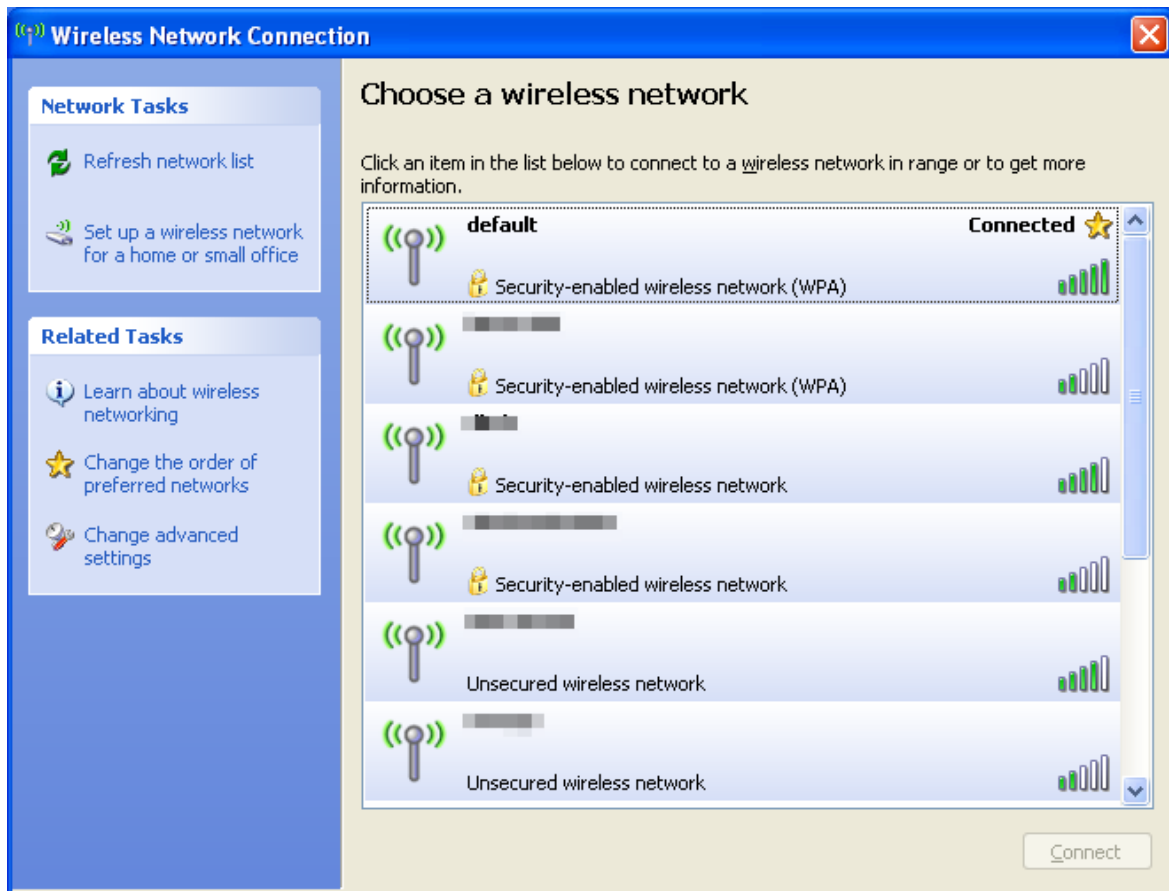 Wireless Network Connection
Network Tasks
Refresh network list
Set up a wireless network
for a home or small office
Related Tasks
Learn about wireless
networking
Change the order of
preferred networks
Change advanced
settings
Choose a wireless network
Click an item in the list below to connect to a wireless network in range or to get more
information.
default Connected
Security-enabled wireless network (WPA)
Security-enabled wireless network (WPA)
Security-enabled wireless network
Security-enabled wireless network
Unsecured wireless network
Unsecured wireless network
Connect